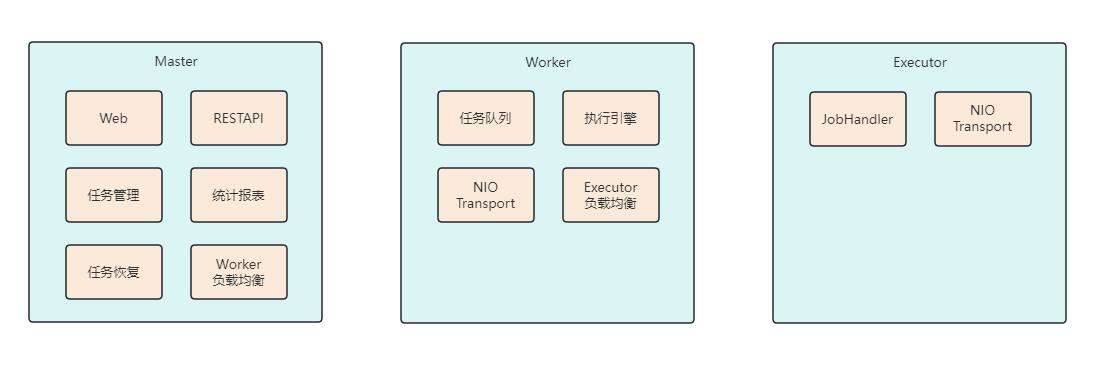 Master
Web
RESTAPI
任务管理
统计报表
任务恢复
Worker
负载均衡
Worker
任务队列
执行引擎
NIO
Transport
Executor
负载均衡
Executor
JobHandler
NIO
Transport